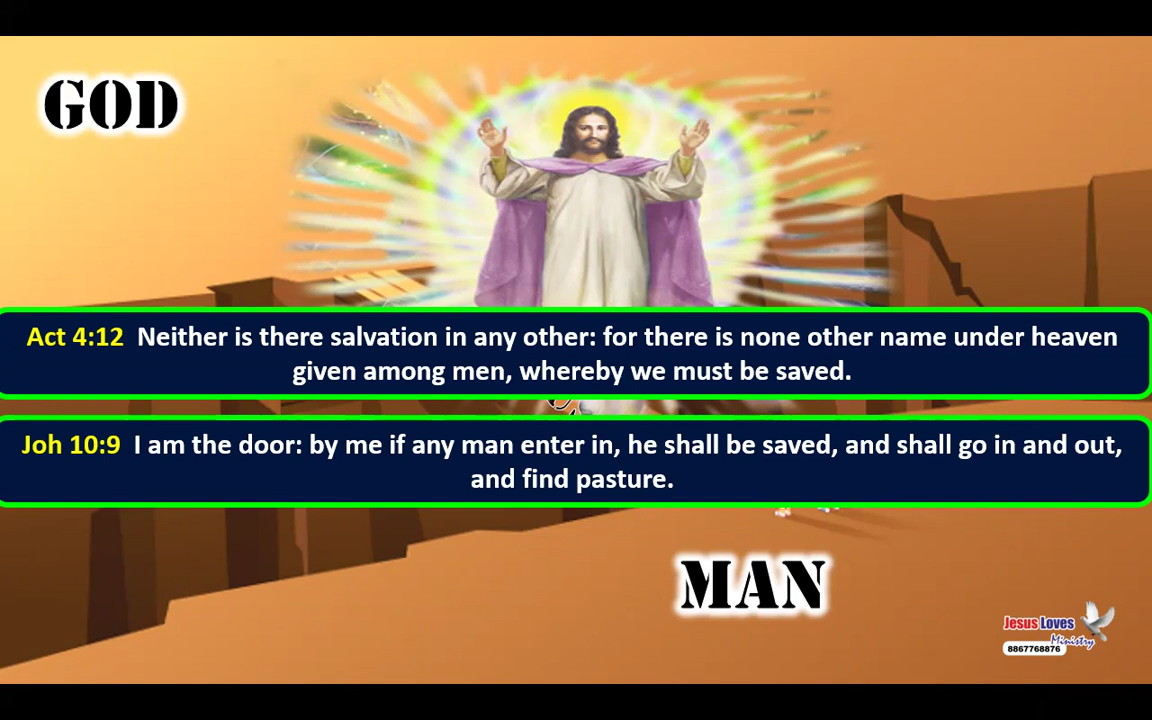 GOD
Act 4:12 Neither is there salvation in any other: for there is none other name under heaven
given among men, whereby we must be saved.
Joh 10:9 I am the door: by me if any man enter in, he shall be saved, and shall go in and out,
and find pasture.
MAN
Jesus Loves
Ministry
8867768876